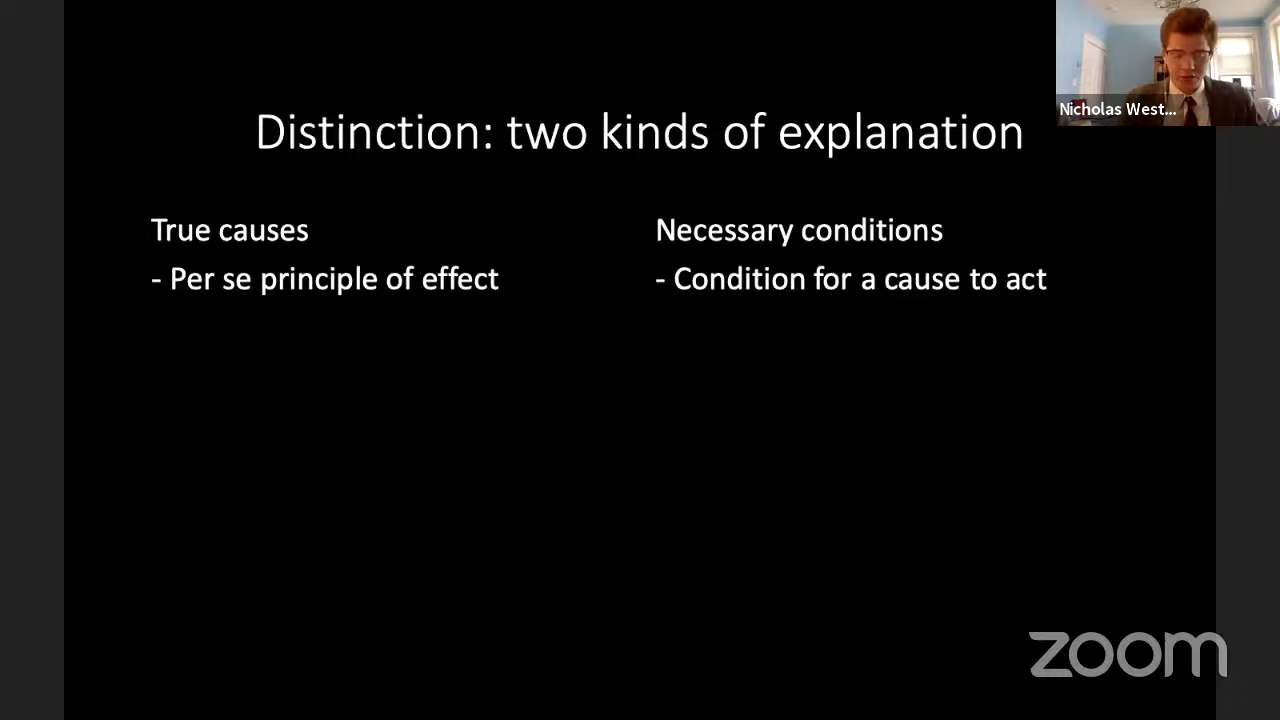 Nicholas West...
Distinction: two kinds of explanation
True causes
- Per se principle of effect
Necessary conditions
- Condition for a cause to act
zoom